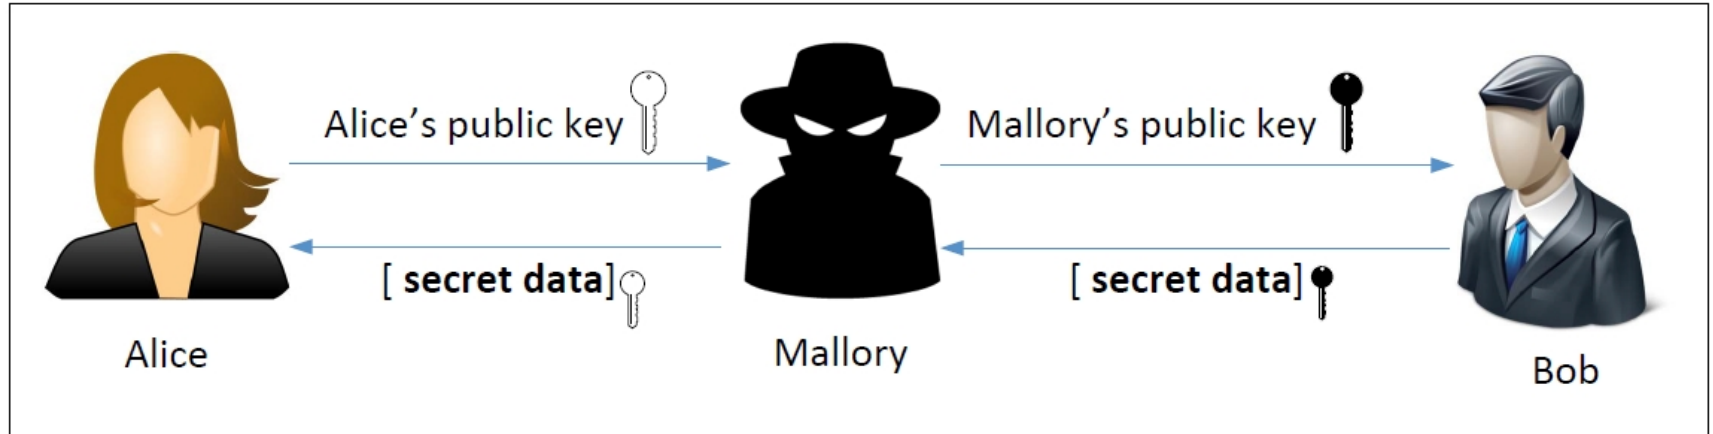 Alice’s public key
Mallory’s public key
[ secret data]
[ secret data]
Alice
Mallory
Bob